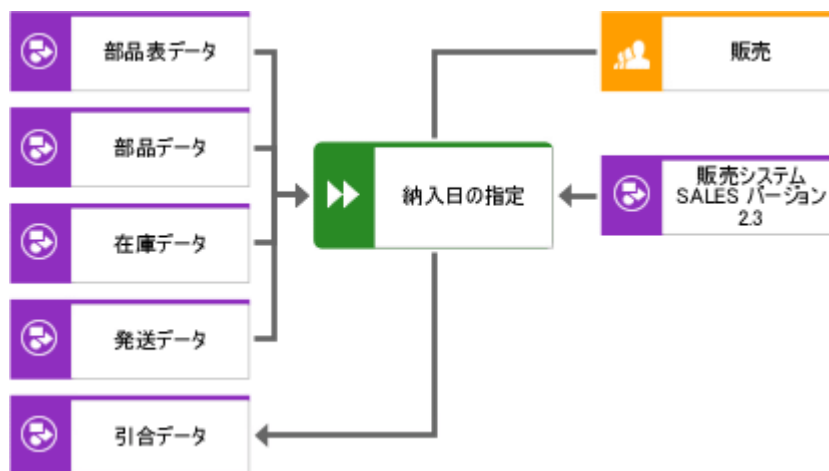 部品表データ
販売
部品データ
納入日の指定
販売システム
SALES バージョン
2.3
在庫データ
発送データ
引合データ